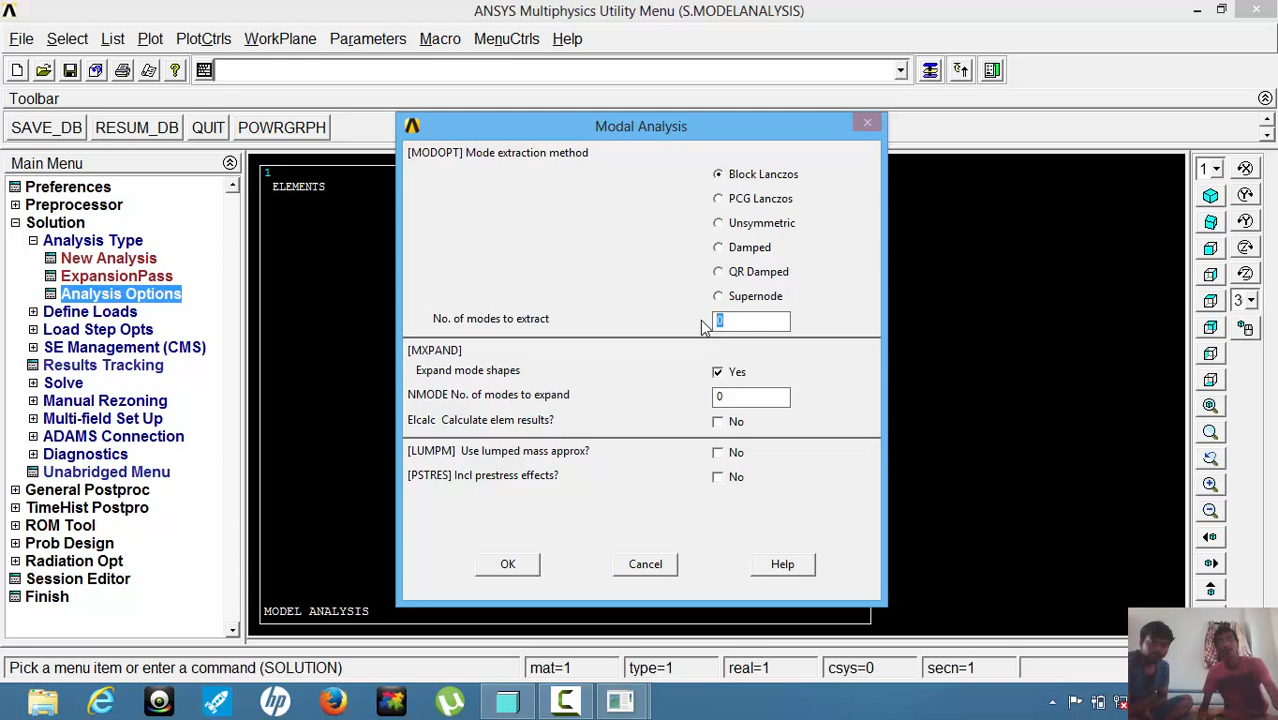 ANSYS Multiphysics Utility Menu (S.MODELANALYSIS)
File Select List Plot PlotCtrls WorkPlane Parameters Macro MenuCtrls Help
Toolbar
SAVE_DB RESUM_DB QUIT POWRGRPH
Main Menu
Preferences
Preprocessor
Solution
Analysis Type
New Analysis
ExpansionPass
Analysis Options
Define Loads
Load Step Opts
SE Management (CMS)
Results Tracking
Solve
Manual Rezoning
Multi-field Set Up
ADAMS Connection
Diagnostics
Unabridged Menu
General Postproc
TimeHist Postpro
ROM Tool
Prob Design
Radiation Opt
Session Editor
Finish
1
ELEMENTS
MODEL ANALYSIS
Modal Analysis
[MODOPT] Mode extraction method
Block Lanczos
PCG Lanczos
Unsymmetric
Damped
QR Damped
Supernode
No. of modes to extract 0
[MXPAND]
Expand mode shapes Yes
NMODE No. of modes to expand 0
Elcalc Calculate elem results? No
[LUMPM] Use lumped mass approx? No
[PSTRES] Incl prestress effects? No
OK Cancel Help
1
3
Pick a menu item or enter a command (SOLUTION) mat=1 type=1 real=1 csys=0 secn=1